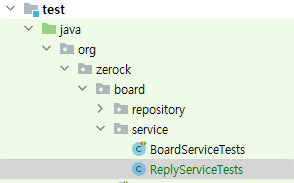 test
java
org
zerock
board
repository
service
BoardServiceTests
ReplyServiceTests